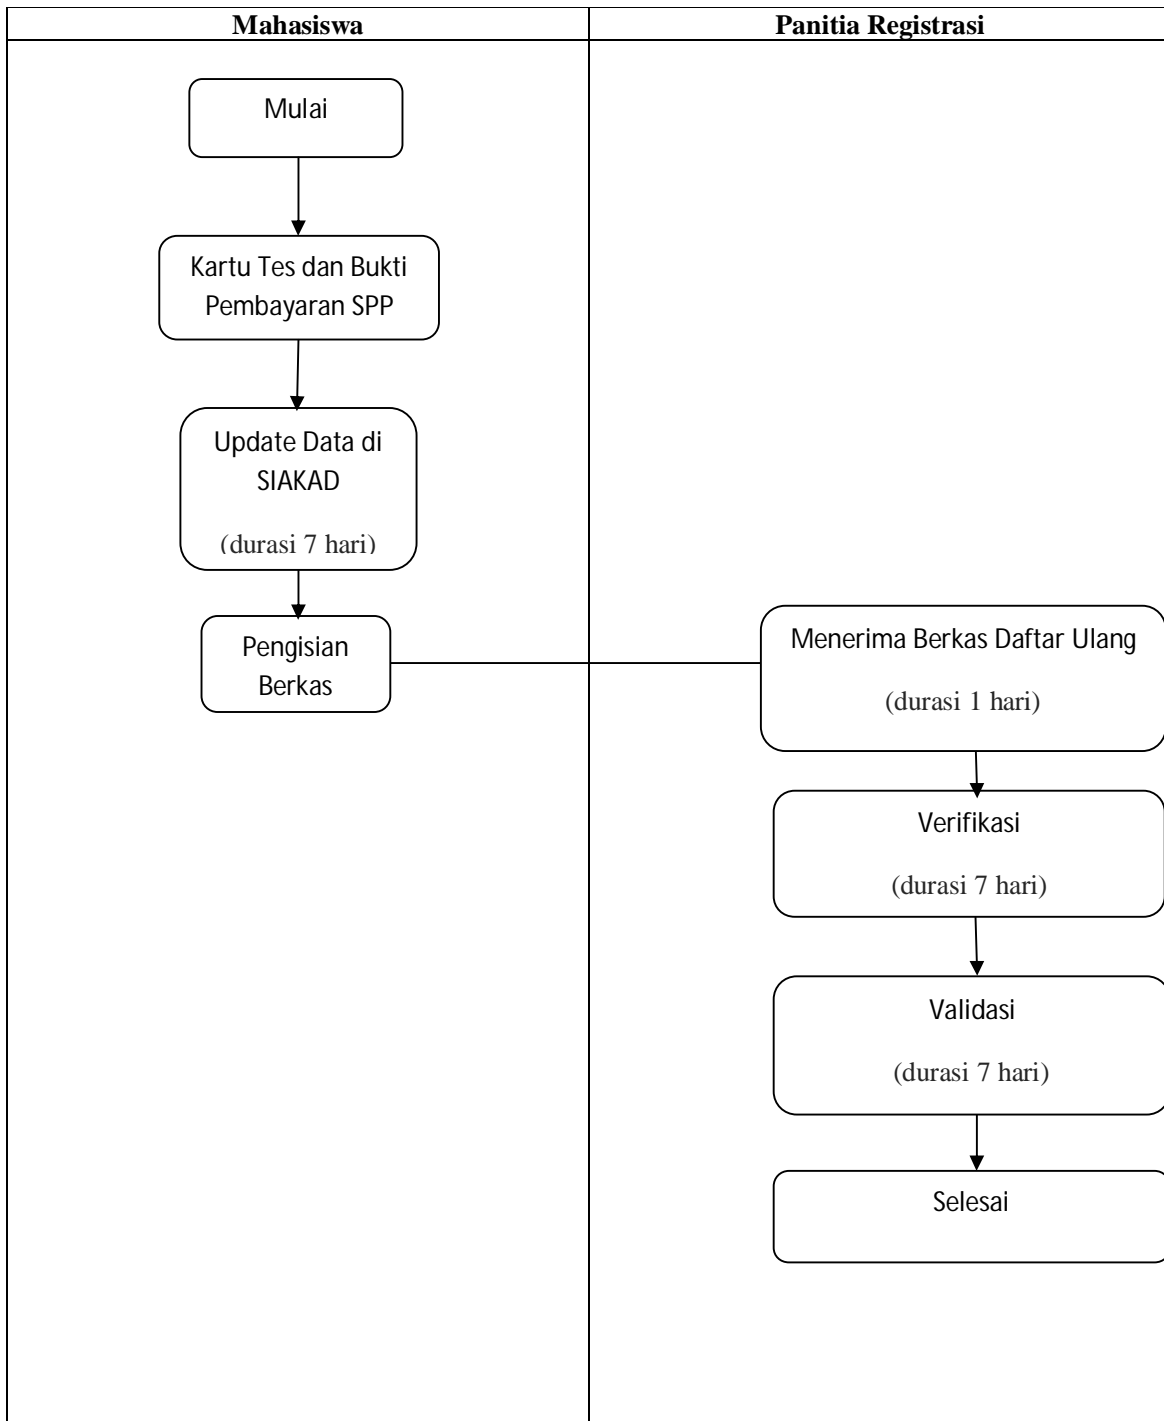 Mahasiswa
Panitia Registrasi
Mulai
Kartu Tes dan Bukti
Pembayaran SPP
Update Data di
SIAKAD
(durasi 7 hari)
Pengisian
Berkas
Menerima Berkas Daftar Ulang
(durasi 1 hari)
Verifikasi
(durasi 7 hari)
Validasi
(durasi 7 hari)
Selesai